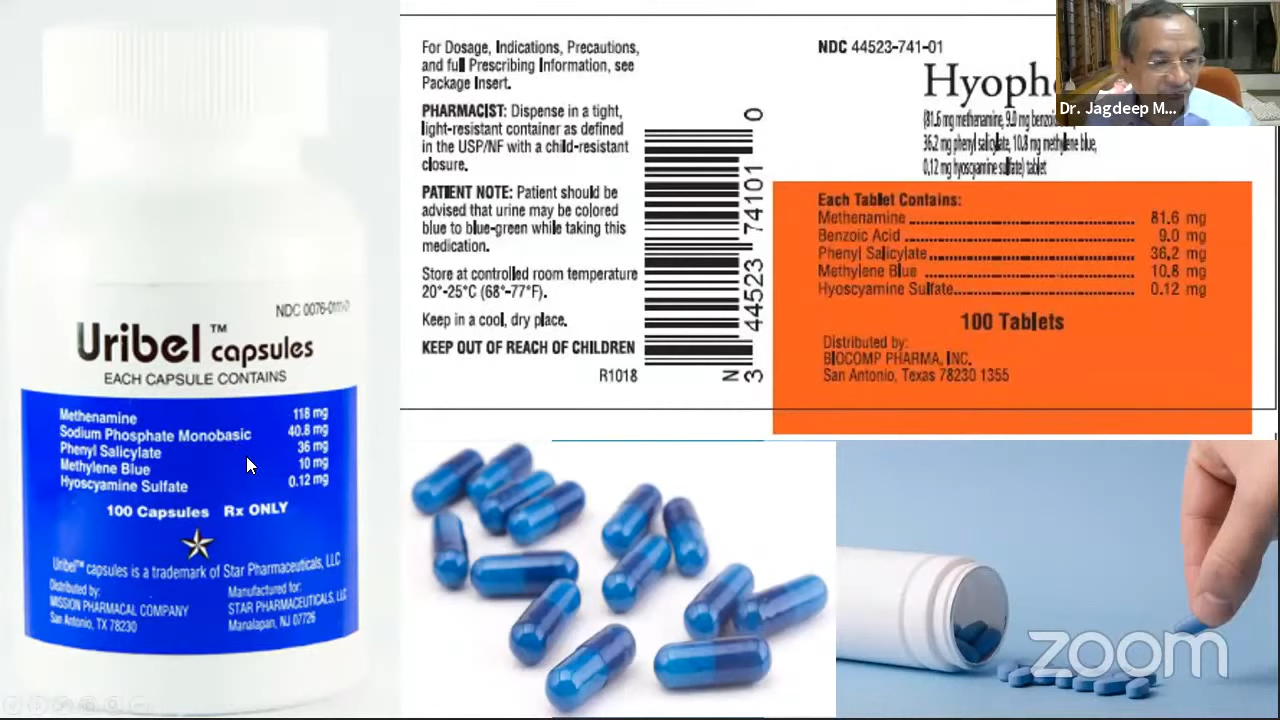 NDC 0076-0111-0
Uribel™ capsules
EACH CAPSULE CONTAINS
Methenamine 118 mg
Sodium Phosphate Monobasic 40.8 mg
Phenyl Salicylate 36 mg
Methylene Blue 10 mg
Hyoscyamine Sulfate 0.12 mg
100 Capsules Rx ONLY
Uribel™ capsules is a trademark of Star Pharmaceuticals, LLC
Distributed by:
MISSION PHARMACAL COMPANY
San Antonio, TX 78230
Manufactured for:
STAR PHARMACEUTICALS, LLC
Manalapan, NJ 07726
For Dosage, Indications, Precautions,
and full Prescribing Information, see
Package Insert.
PHARMACIST: Dispense in a tight,
light-resistant container as defined
in the USP/NF with a child-resistant
closure.
PATIENT NOTE: Patient should be
advised that urine may be colored
blue to blue-green while taking this
medication.
Store at controlled room temperature
20°-25°C (68°-77°F).
Keep in a cool, dry place.
KEEP OUT OF REACH OF CHILDREN
R1018
N
3 44523 74101 0
NDC 44523-741-01
Hyoph
(81.6 mg methenamine, 9.0 mg
36.2 mg phenyl salicylate, 10.8 mg methylene blue,
0.12 mg hyoscyamine sulfate) tablet
Each Tablet Contains:
Methenamine 81.6 mg
Benzoic Acid 9.0 mg
Phenyl Salicylate 36.2 mg
Methylene Blue 10.8 mg
Hyoscyamine Sulfate 0.12 mg
100 Tablets
Distributed by:
BIOCOMP PHARMA, INC.
San Antonio, Texas 78230 1355
Dr. Jagdeep M...
zoom